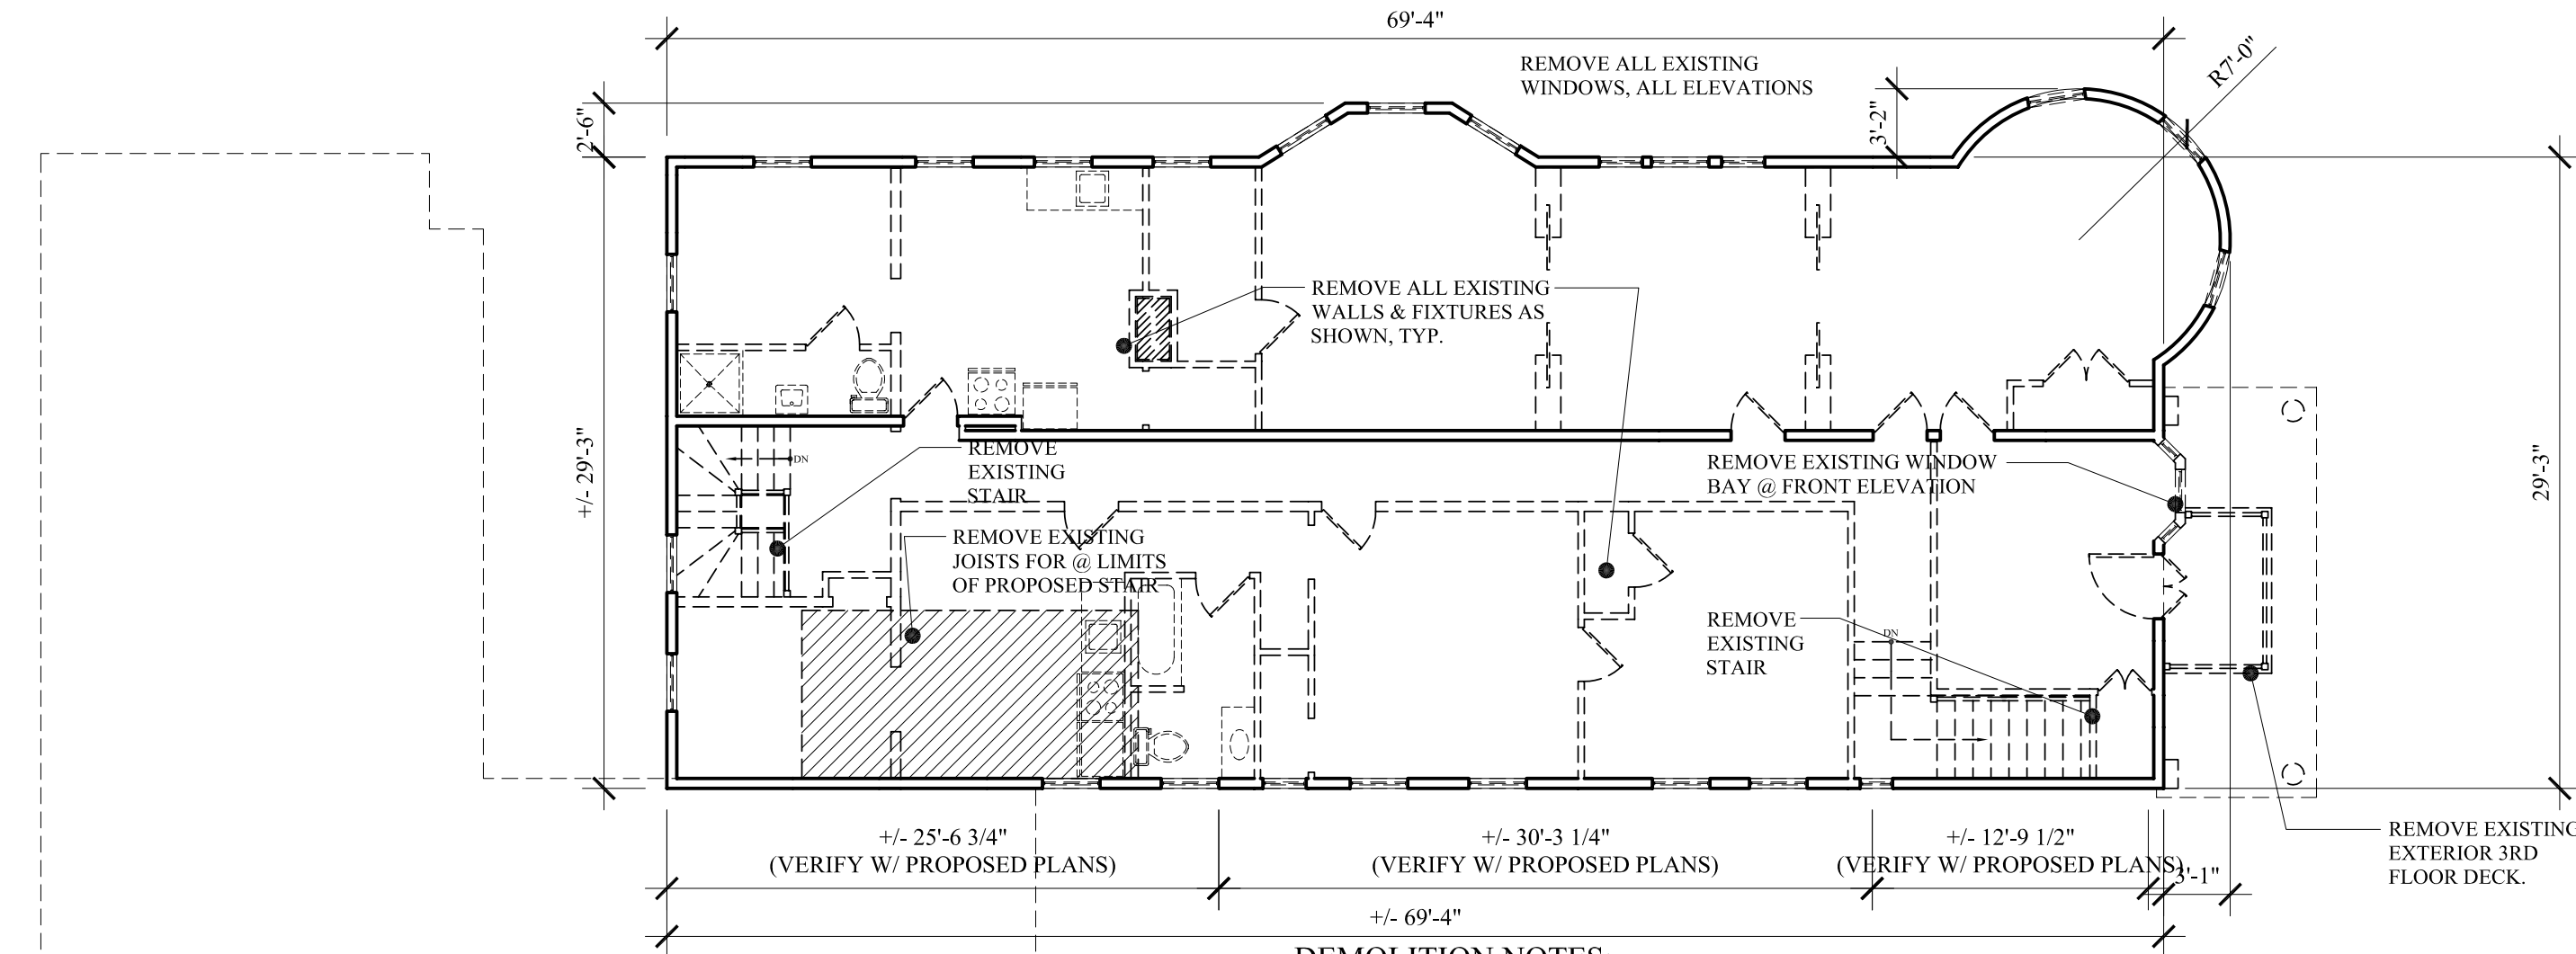 69'-4"
REMOVE ALL EXISTING
WINDOWS, ALL ELEVATIONS
R7'-0"
2'-6"
3'-2"
REMOVE ALL EXISTING
WALLS & FIXTURES AS
SHOWN, TYP.
+/- 29'-3"
29'-3"
REMOVE
EXISTING
STAIR
DN
REMOVE EXISTING WINDOW
BAY @ FRONT ELEVATION
REMOVE EXISTING
JOISTS FOR @ LIMITS
OF PROPOSED STAIR
REMOVE
EXISTING
STAIR
DN
+/- 25'-6 3/4"
(VERIFY W/ PROPOSED PLANS)
+/- 30'-3 1/4"
(VERIFY W/ PROPOSED PLANS)
+/- 12'-9 1/2"
(VERIFY W/ PROPOSED PLANS)
3'-1"
REMOVE EXISTING
EXTERIOR 3RD
FLOOR DECK.
+/- 69'-4"
DEMOLITION NOTES